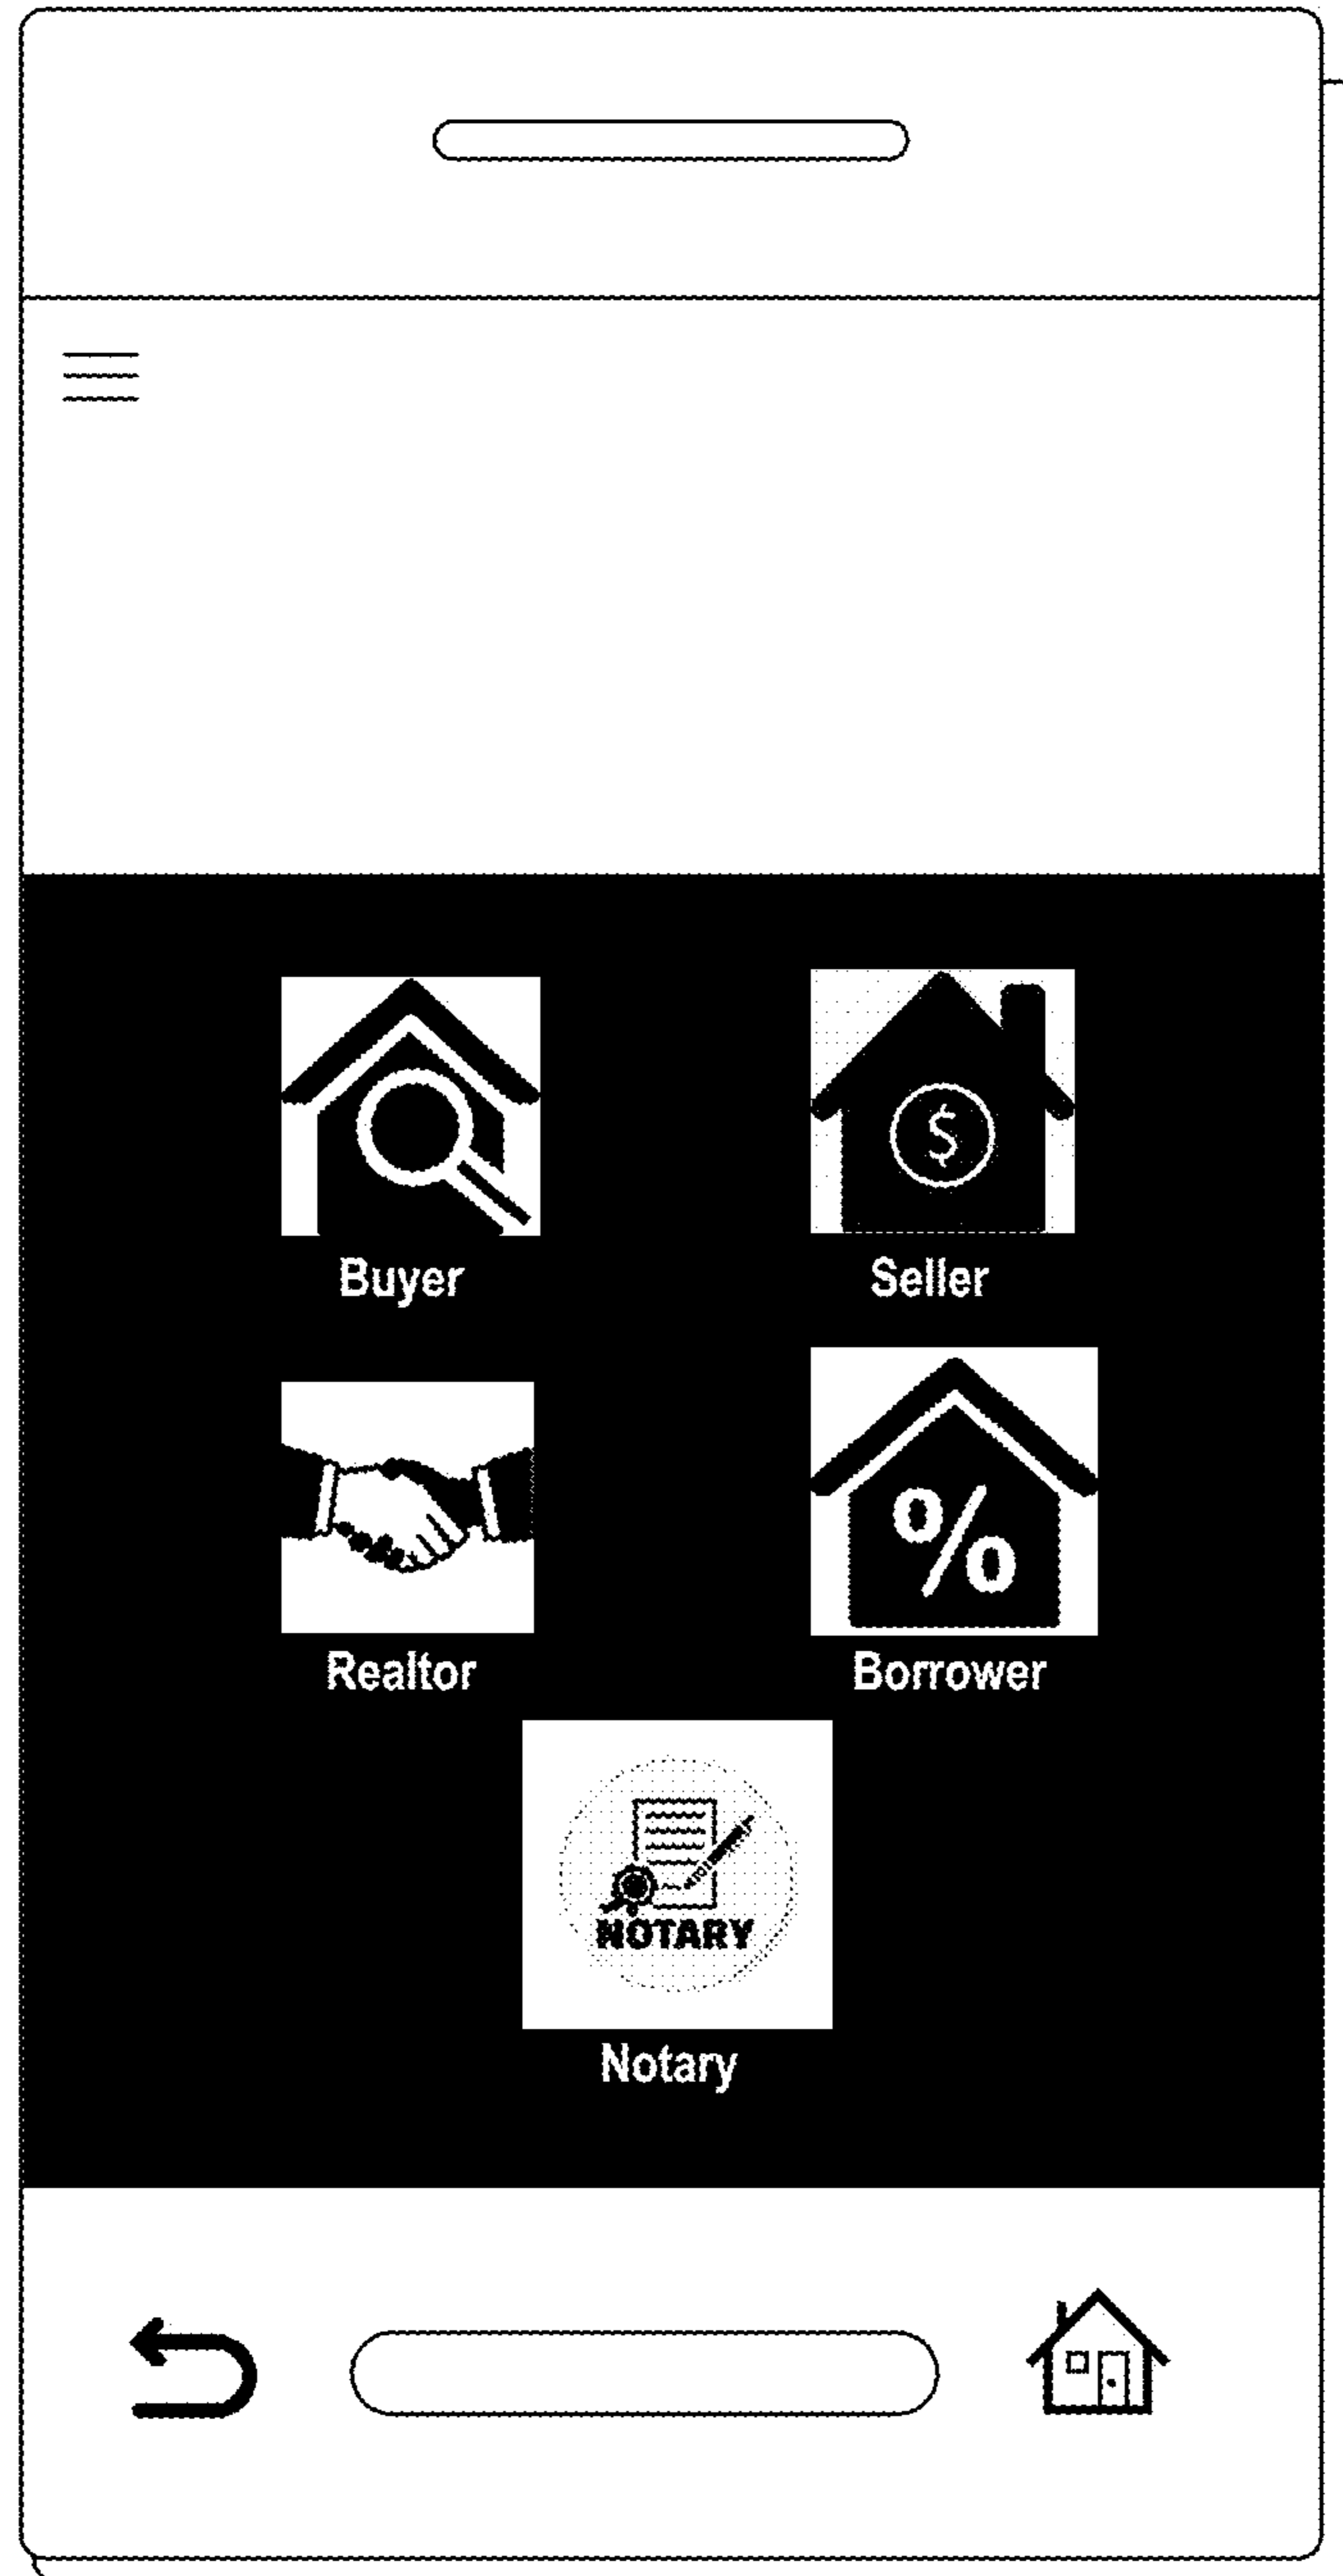 Buyer
Seller
$
Realtor
Borrower
%
NOTARY
Notary